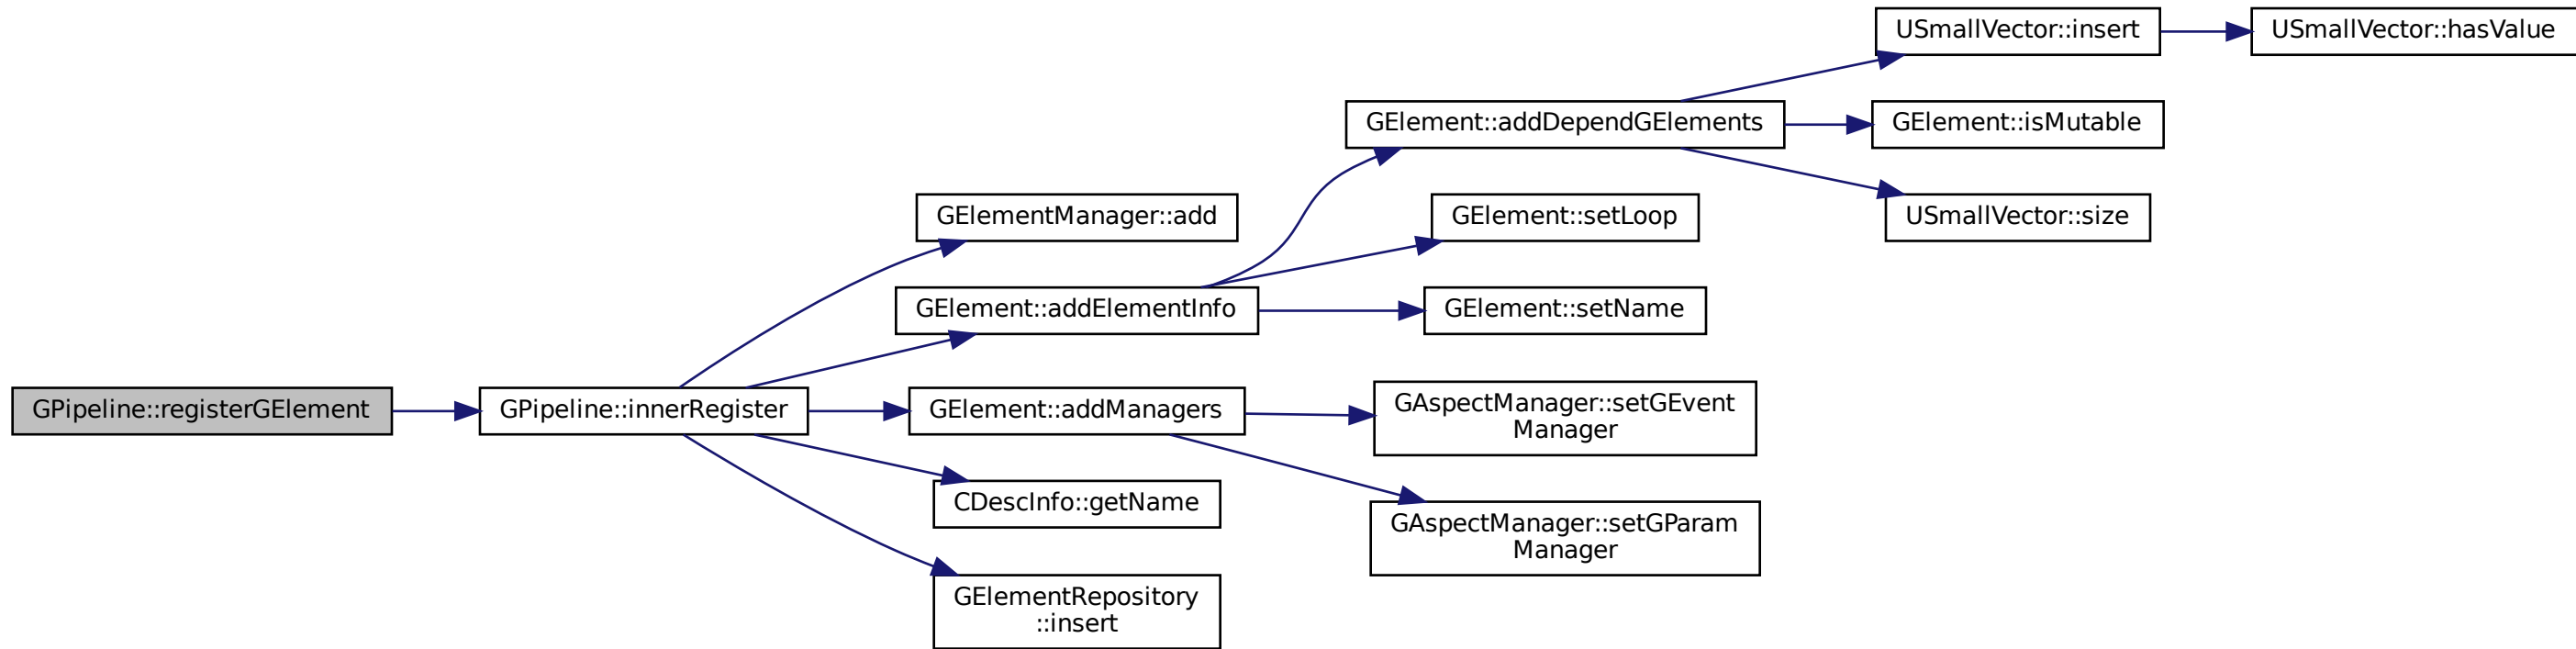 USmallVector::insert
USmallVector::hasValue
GElement::addDependGElements
GElement::isMutable
GElementManager::add
GElement::setLoop
USmallVector::size
GElement::addElementInfo
GElement::setName
GPipeline::registerGElement
GPipeline::innerRegister
GElement::addManagers
GAspectManager::setGEvent
Manager
CDescInfo::getName
GAspectManager::setGParam
Manager
GElementRepository
::insert